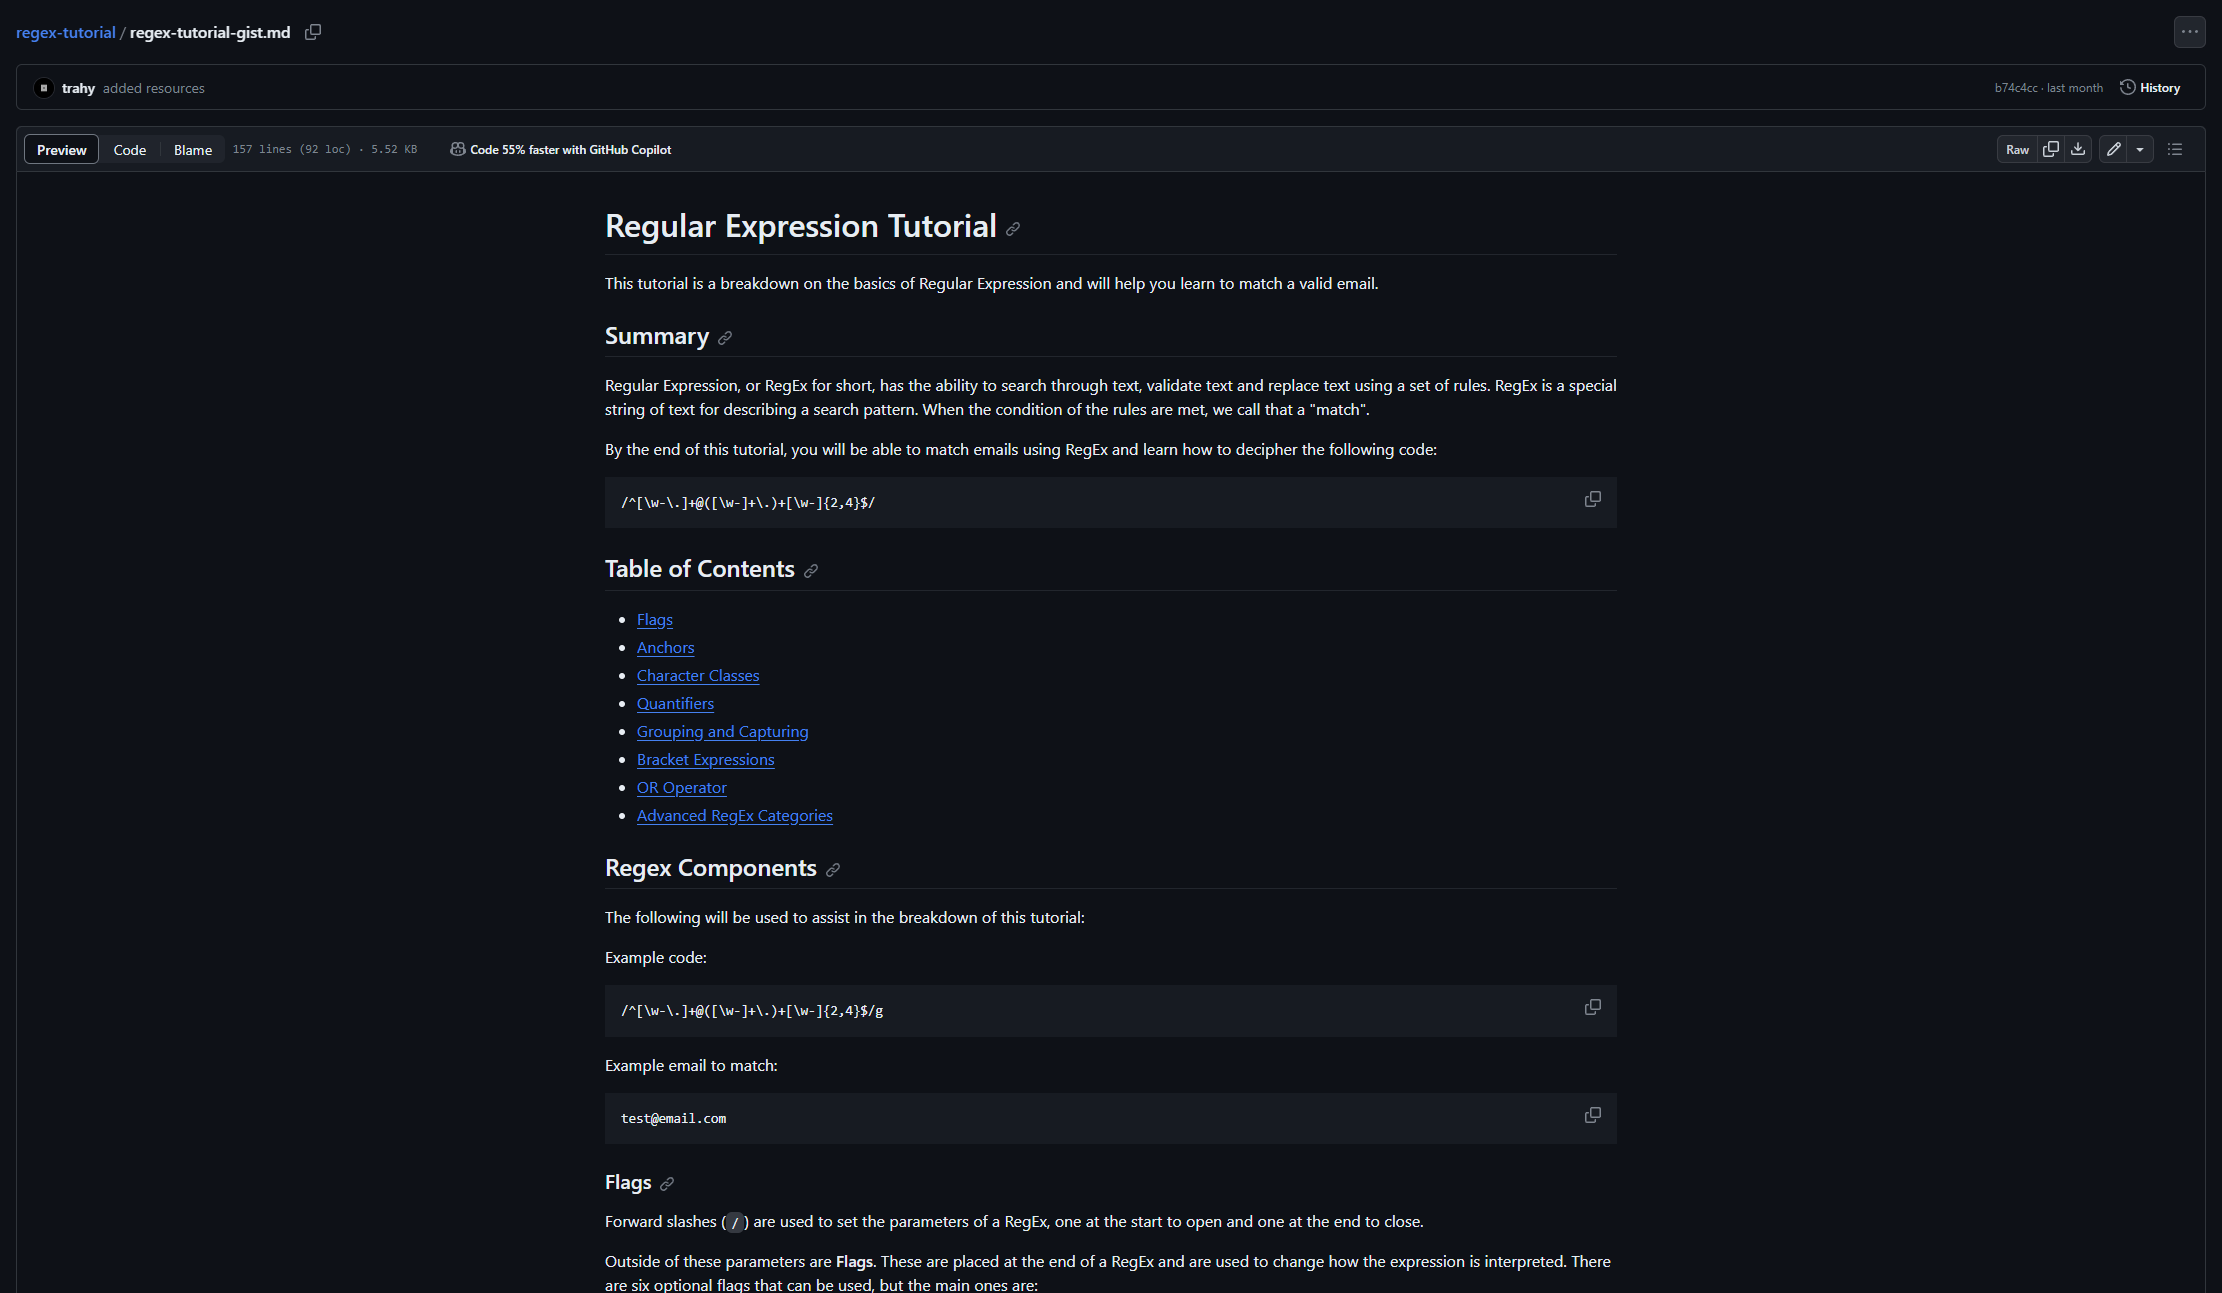 regex-tutorial / regex-tutorial-gist.md
trahy added resources
b74c4cc · last month History
Preview Code Blame 157 lines (92 loc) · 5.52 KB Code 55% faster with GitHub Copilot Raw
Regular Expression Tutorial
This tutorial is a breakdown on the basics of Regular Expression and will help you learn to match a valid email.
Summary
Regular Expression, or RegEx for short, has the ability to search through text, validate text and replace text using a set of rules. RegEx is a special
string of text for describing a search pattern. When the condition of the rules are met, we call that a "match".
By the end of this tutorial, you will be able to match emails using RegEx and learn how to decipher the following code:
/^[\w-\.]+@([\w-]+\.)+[\w-]{2,4}$/
Table of Contents
• Flags
• Anchors
• Character Classes
• Quantifiers
• Grouping and Capturing
• Bracket Expressions
• OR Operator
• Advanced RegEx Categories
Regex Components
The following will be used to assist in the breakdown of this tutorial:
Example code:
/^[\w-\.]+@([\w-]+\.)+[\w-]{2,4}$/g
Example email to match:
test@email.com
Flags
Forward slashes (/) are used to set the parameters of a RegEx, one at the start to open and one at the end to close.
Outside of these parameters are Flags. These are placed at the end of a RegEx and are used to change how the expression is interpreted. There
are six optional flags that can be used, but the main ones are: